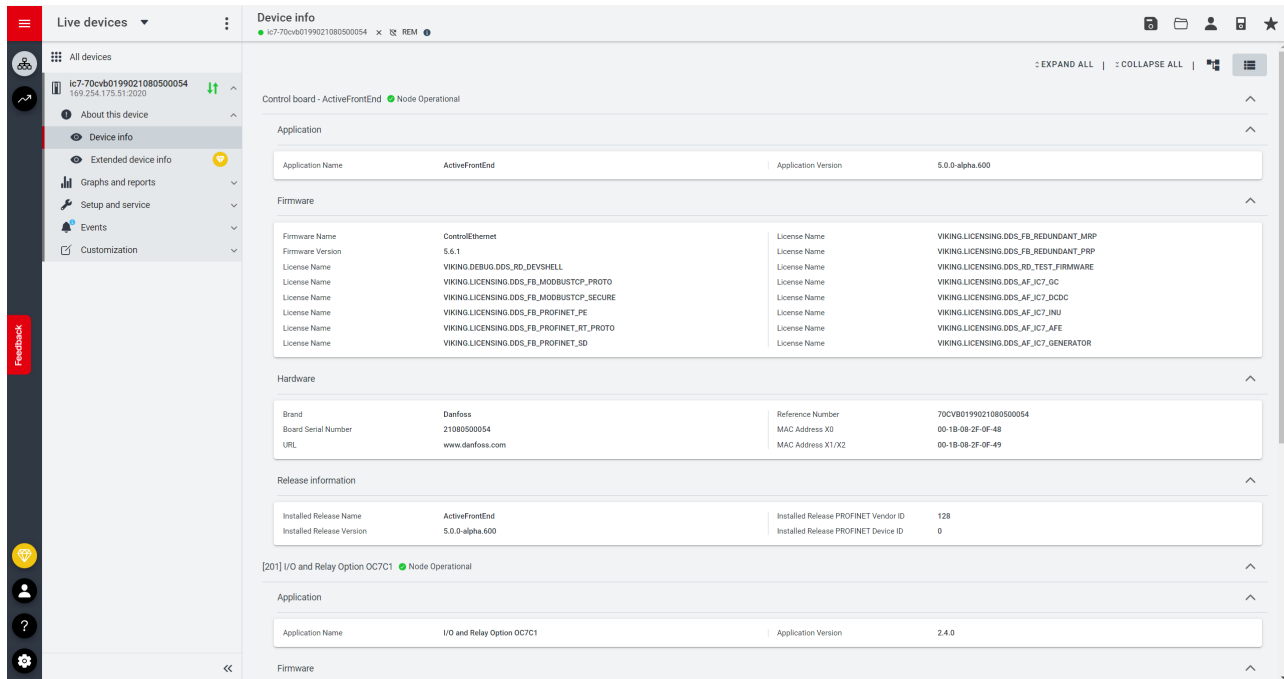 Live devices
Device info
ic7-70cvb0199021080500054 REM
All devices
EXPAND ALL | COLLAPSE ALL |
ic7-70cvb0199021080500054
169.254.175.51:2020
About this device
Device info
Extended device info
Graphs and reports
Setup and service
Events
Customization
Feedback
Control board - ActiveFrontEnd Node Operational
Application
Application Name ActiveFrontEnd Application Version 5.0.0-alpha.600
Firmware
Firmware Name ControlEthernet License Name VIKING.LICENSING.DDS_FB_REDUNDANT_MRP
Firmware Version 5.6.1 License Name VIKING.LICENSING.DDS_FB_REDUNDANT_PRP
License Name VIKING.DEBUG.DDS_RD_DEVSHELL License Name VIKING.LICENSING.DDS_RD_TEST_FIRMWARE
License Name VIKING.LICENSING.DDS_FB_MODBUSTCP_PROTO License Name VIKING.LICENSING.DDS_AF_IC7_GC
License Name VIKING.LICENSING.DDS_FB_MODBUSTCP_SECURE License Name VIKING.LICENSING.DDS_AF_IC7_DCDC
License Name VIKING.LICENSING.DDS_FB_PROFINET_PE License Name VIKING.LICENSING.DDS_AF_IC7_INU
License Name VIKING.LICENSING.DDS_FB_PROFINET_RT_PROTO License Name VIKING.LICENSING.DDS_AF_IC7_AFE
License Name VIKING.LICENSING.DDS_FB_PROFINET_SD License Name VIKING.LICENSING.DDS_AF_IC7_GENERATOR
Hardware
Brand Danfoss Reference Number 70CVB0199021080500054
Board Serial Number 21080500054 MAC Address X0 00-1B-08-2F-0F-48
URL www.danfoss.com MAC Address X1/X2 00-1B-08-2F-0F-49
Release information
Installed Release Name ActiveFrontEnd Installed Release PROFINET Vendor ID 128
Installed Release Version 5.0.0-alpha.600 Installed Release PROFINET Device ID 0
[201] I/O and Relay Option OC7C1 Node Operational
Application
Application Name I/O and Relay Option OC7C1 Application Version 2.4.0
Firmware